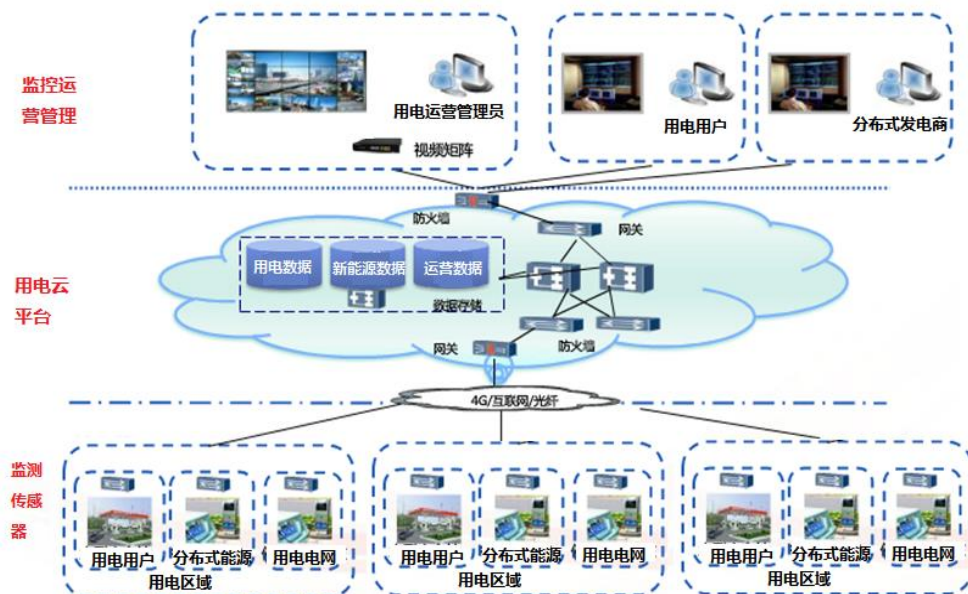 监控运
营管理
用电运营管理员
视频矩阵
用电用户
分布式发电商
防火墙
网关
用电数据
新能源数据
运营数据
数据存储
用电云
平台
网关
防火墙
4G/互联网/光纤
监测
传感
器
用电用户
分布式能源
用电电网
用电区域
用电用户
分布式能源
用电电网
用电区域
用电用户
分布式能源
用电电网
用电区域